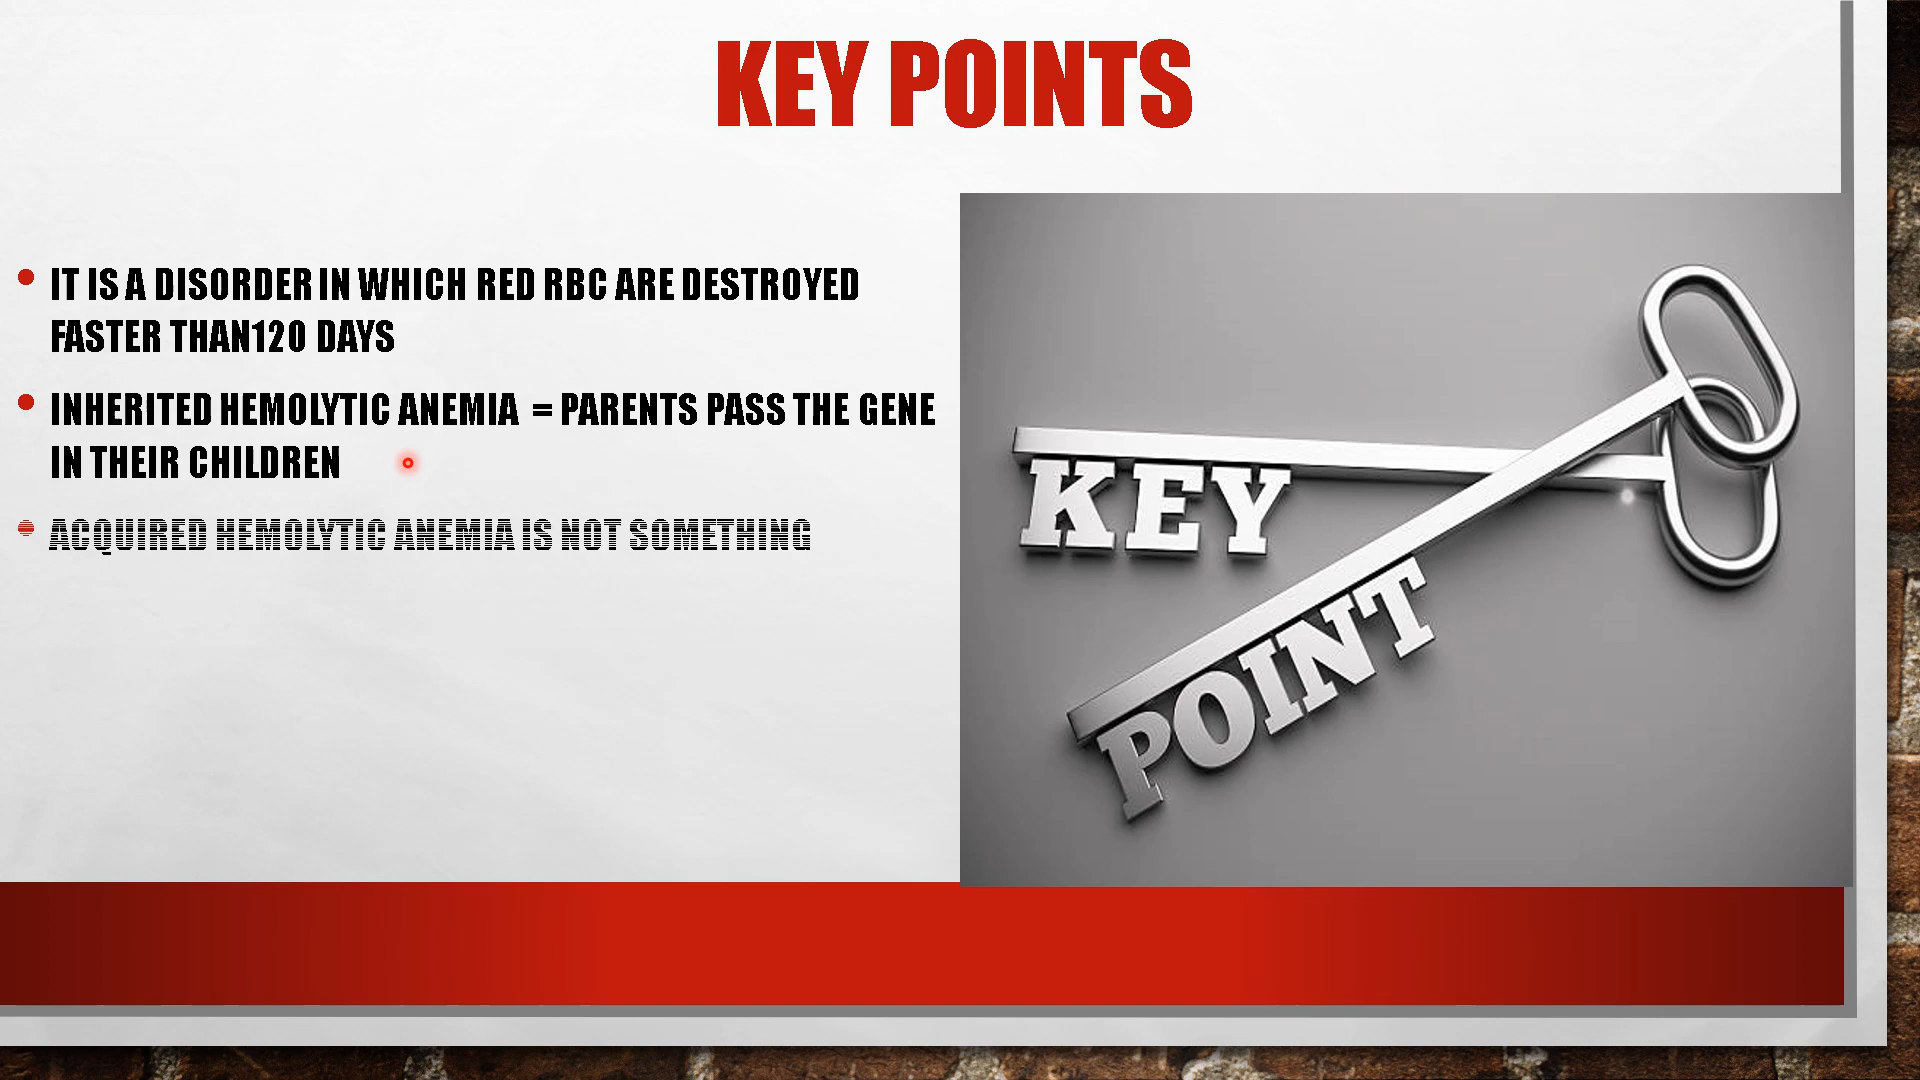 KEY POINTS
IT IS A DISORDER IN WHICH RED RBC ARE DESTROYED
FASTER THAN120 DAYS
INHERITED HEMOLYTIC ANEMIA = PARENTS PASS THE GENE
IN THEIR CHILDREN
ACQUIRED HEMOLYTIC ANEMIA IS NOT SOMETHING
KEY
POINT